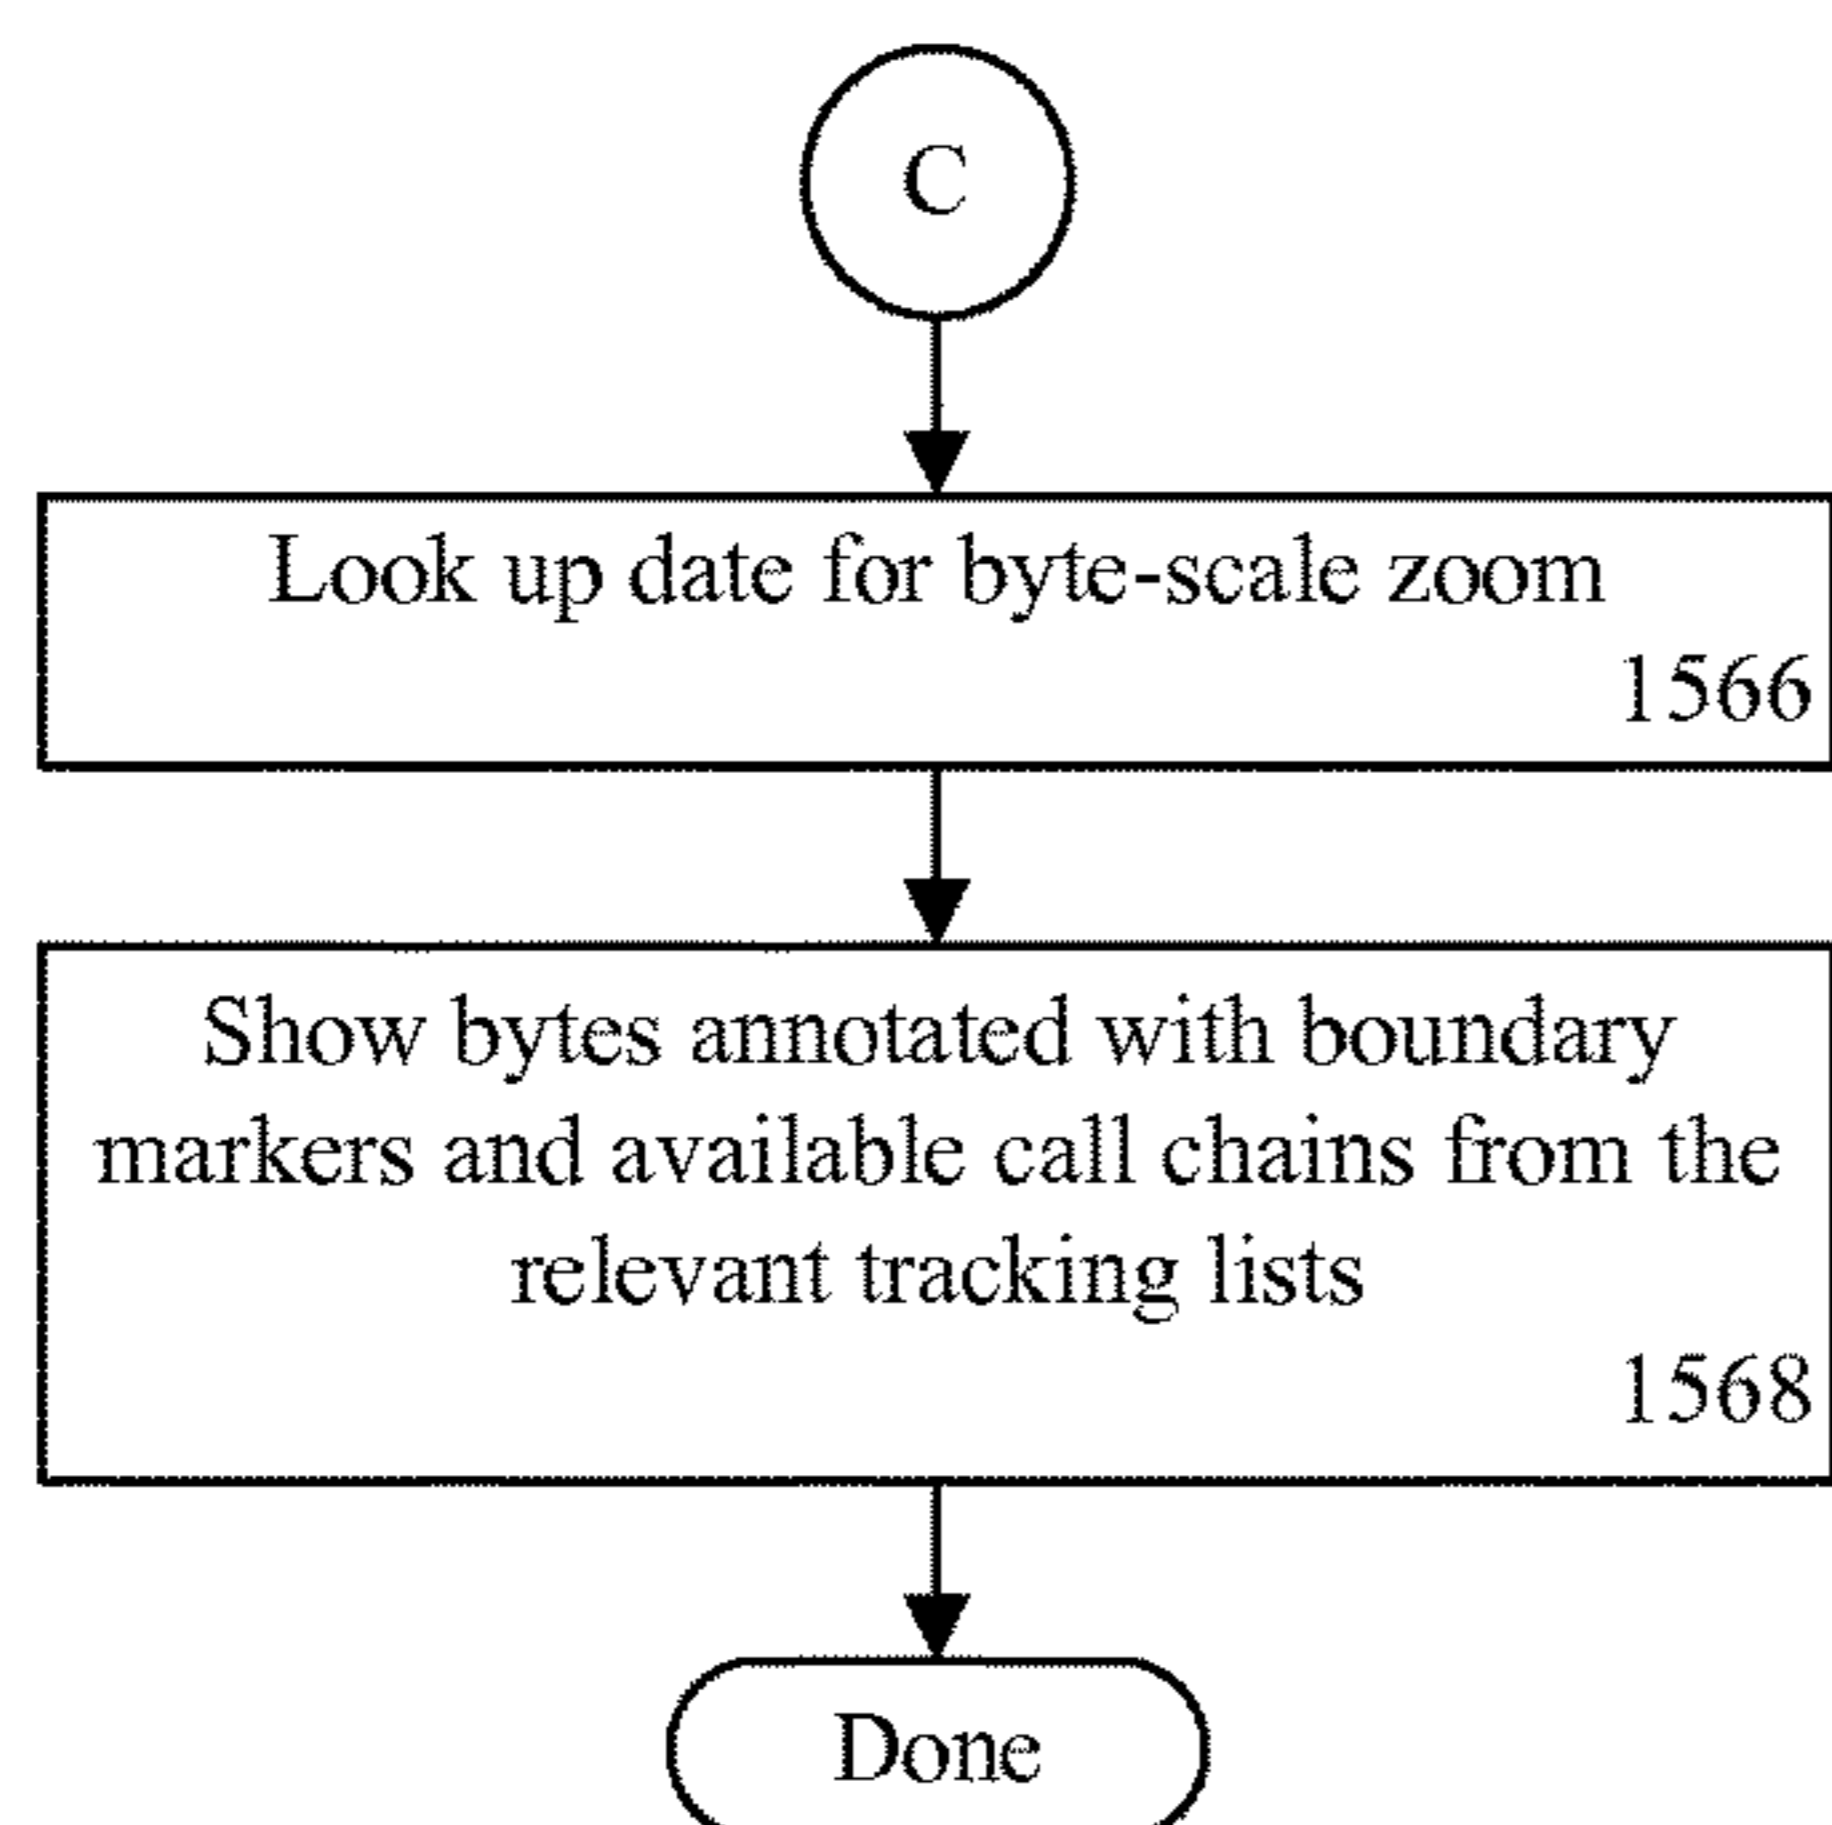 C
Look up date for byte-scale zoom
1566
Show bytes annotated with boundary
markers and available call chains from the
relevant tracking lists
1568
Done